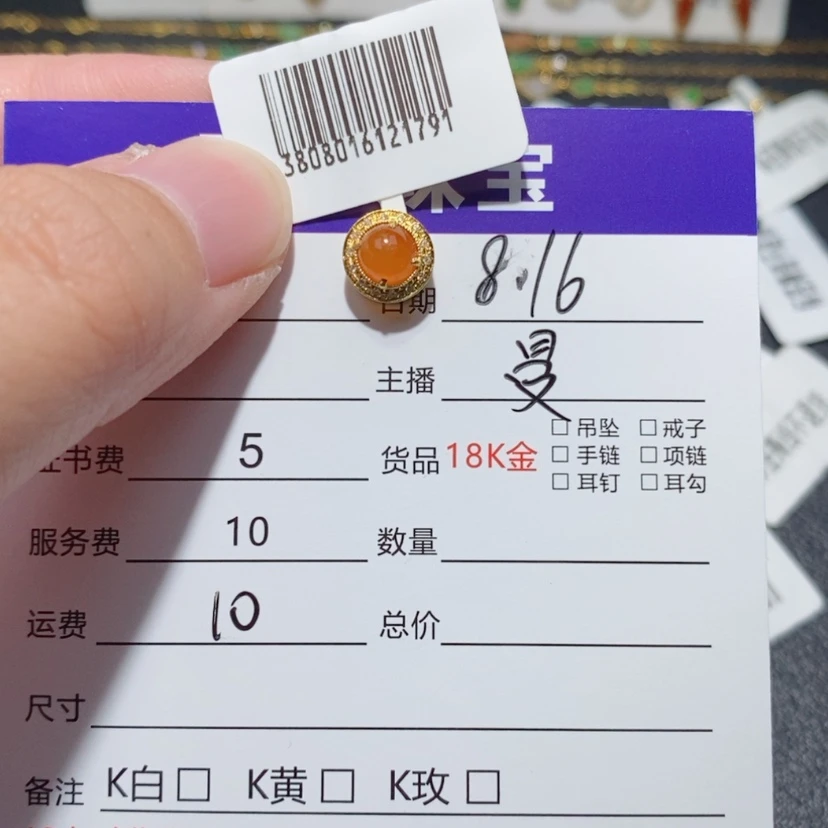 3808016121791
宝
日期 8.16
主播 曼
证书费 5 货品 18K金 □ 吊坠 □ 戒子
□ 手链 □ 项链
□ 耳钉 □ 耳勾
服务费 10 数量
运费 10 总价
尺寸
备注 K白 □ K黄 □ K玫 □